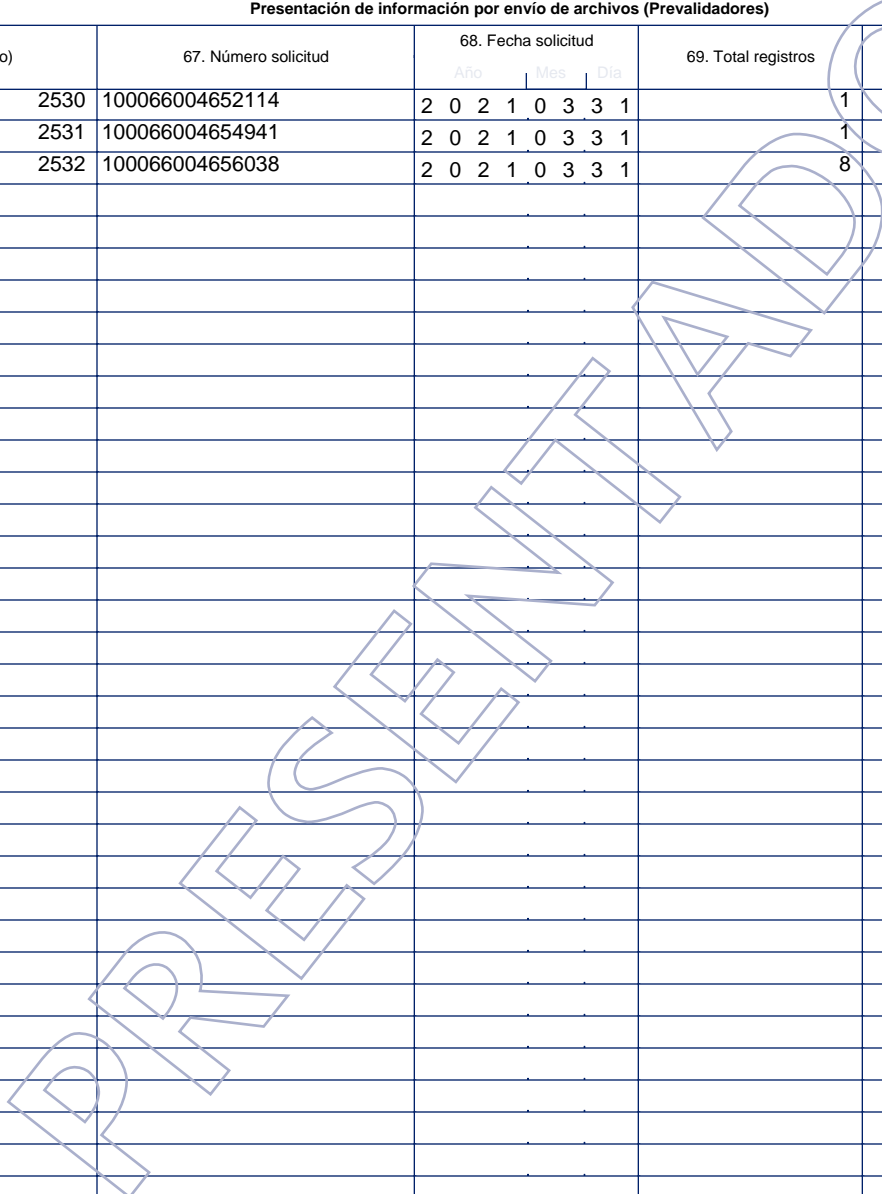 Presentación de información por envío de archivos (Prevalidadores)
o) 67. Número solicitud 68. Fecha solicitud 69. Total registros
Año Mes Día
2530 100066004652114 2 0 2 1 0 3 3 1 1
2531 100066004654941 2 0 2 1 0 3 3 1 1
2532 100066004656038 2 0 2 1 0 3 3 1 8
PRESENTADO